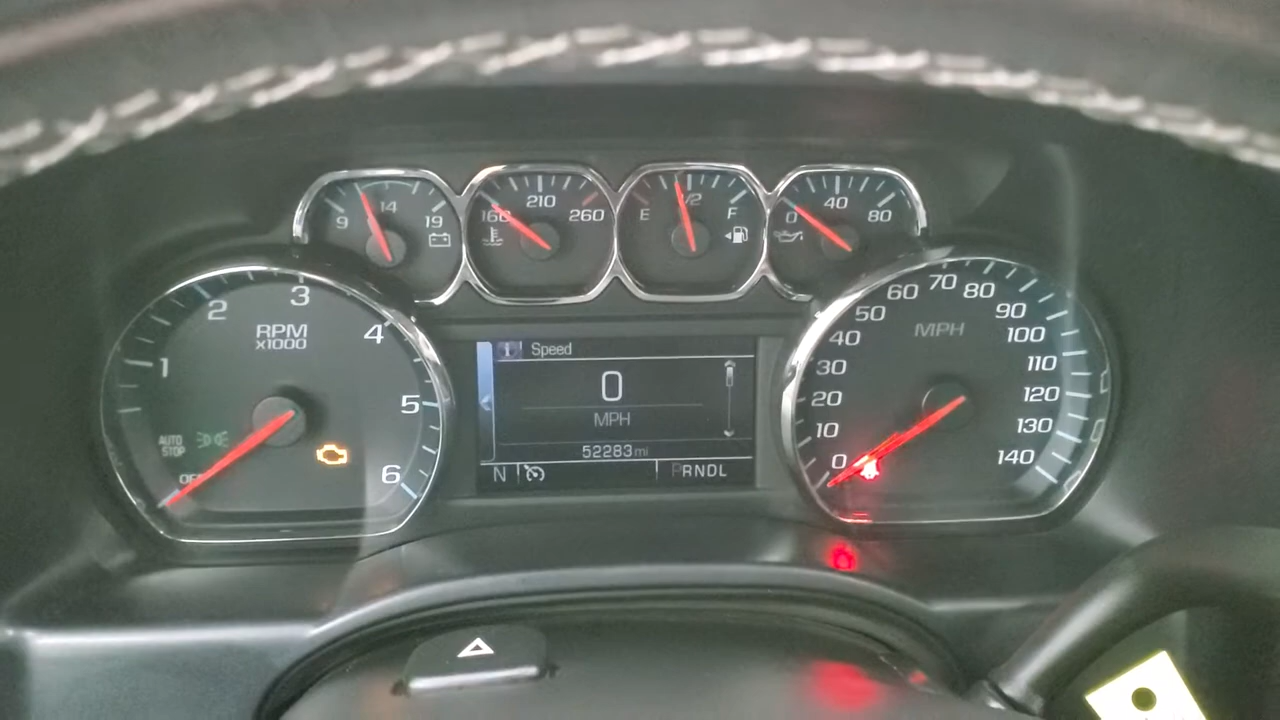 9 14 19
160 210 260
E 1/2 F
0 40 80
1 2 3 4 5 6
RPM
x1000
AUTO
STOP
OFF
Speed
0
MPH
52283 mi
N
PRNDL
0 10 20 30 40 50 60 70 80 90 100 110 120 130 140
MPH